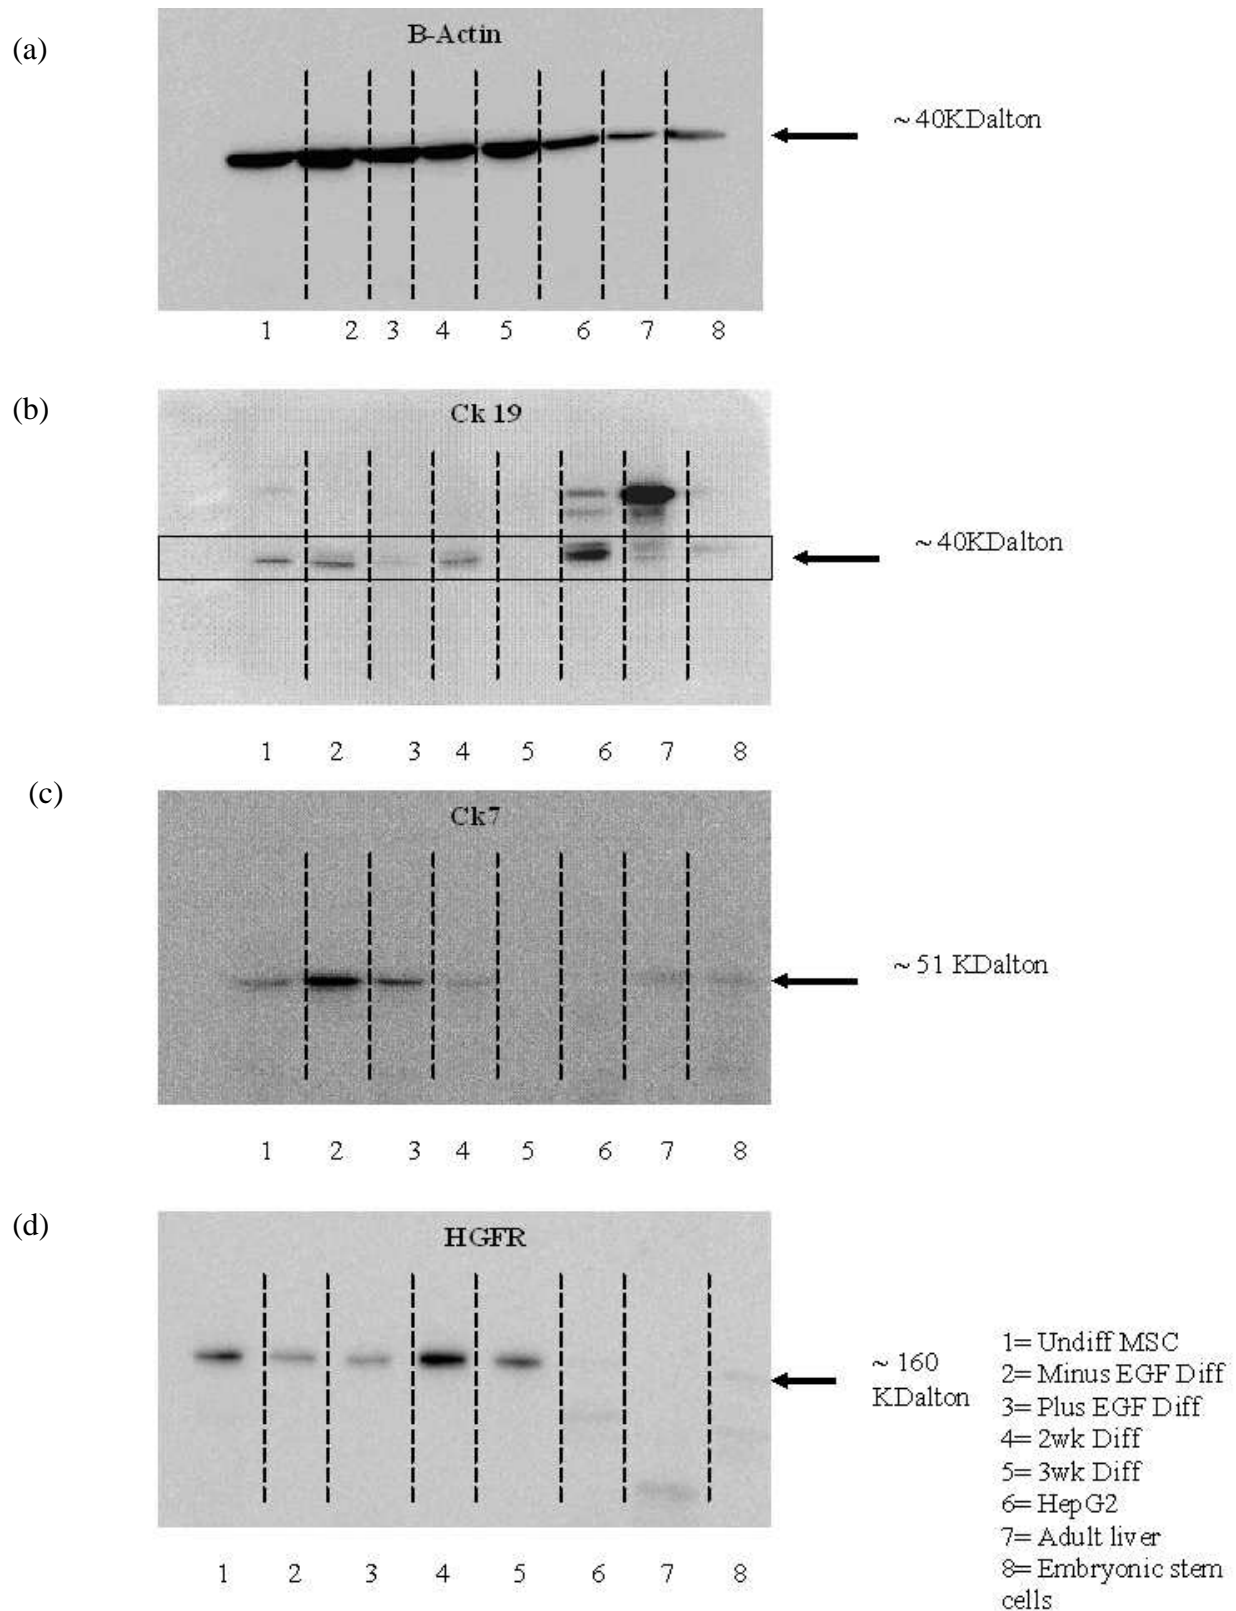 (a)
B-Actin
~ 40KDalton
1 2 3 4 5 6 7 8
(b)
Ck 19
~ 40KDalton
1 2 3 4 5 6 7 8
(c)
Ck7
~ 51 KDalton
1 2 3 4 5 6 7 8
(d)
HGFR
~ 160
KDalton
1 2 3 4 5 6 7 8
1= Undiff MSC
2= Minus EGF Diff
3= Plus EGF Diff
4= 2wk Diff
5= 3wk Diff
6= HepG2
7= Adult liver
8= Embryonic stem
cells